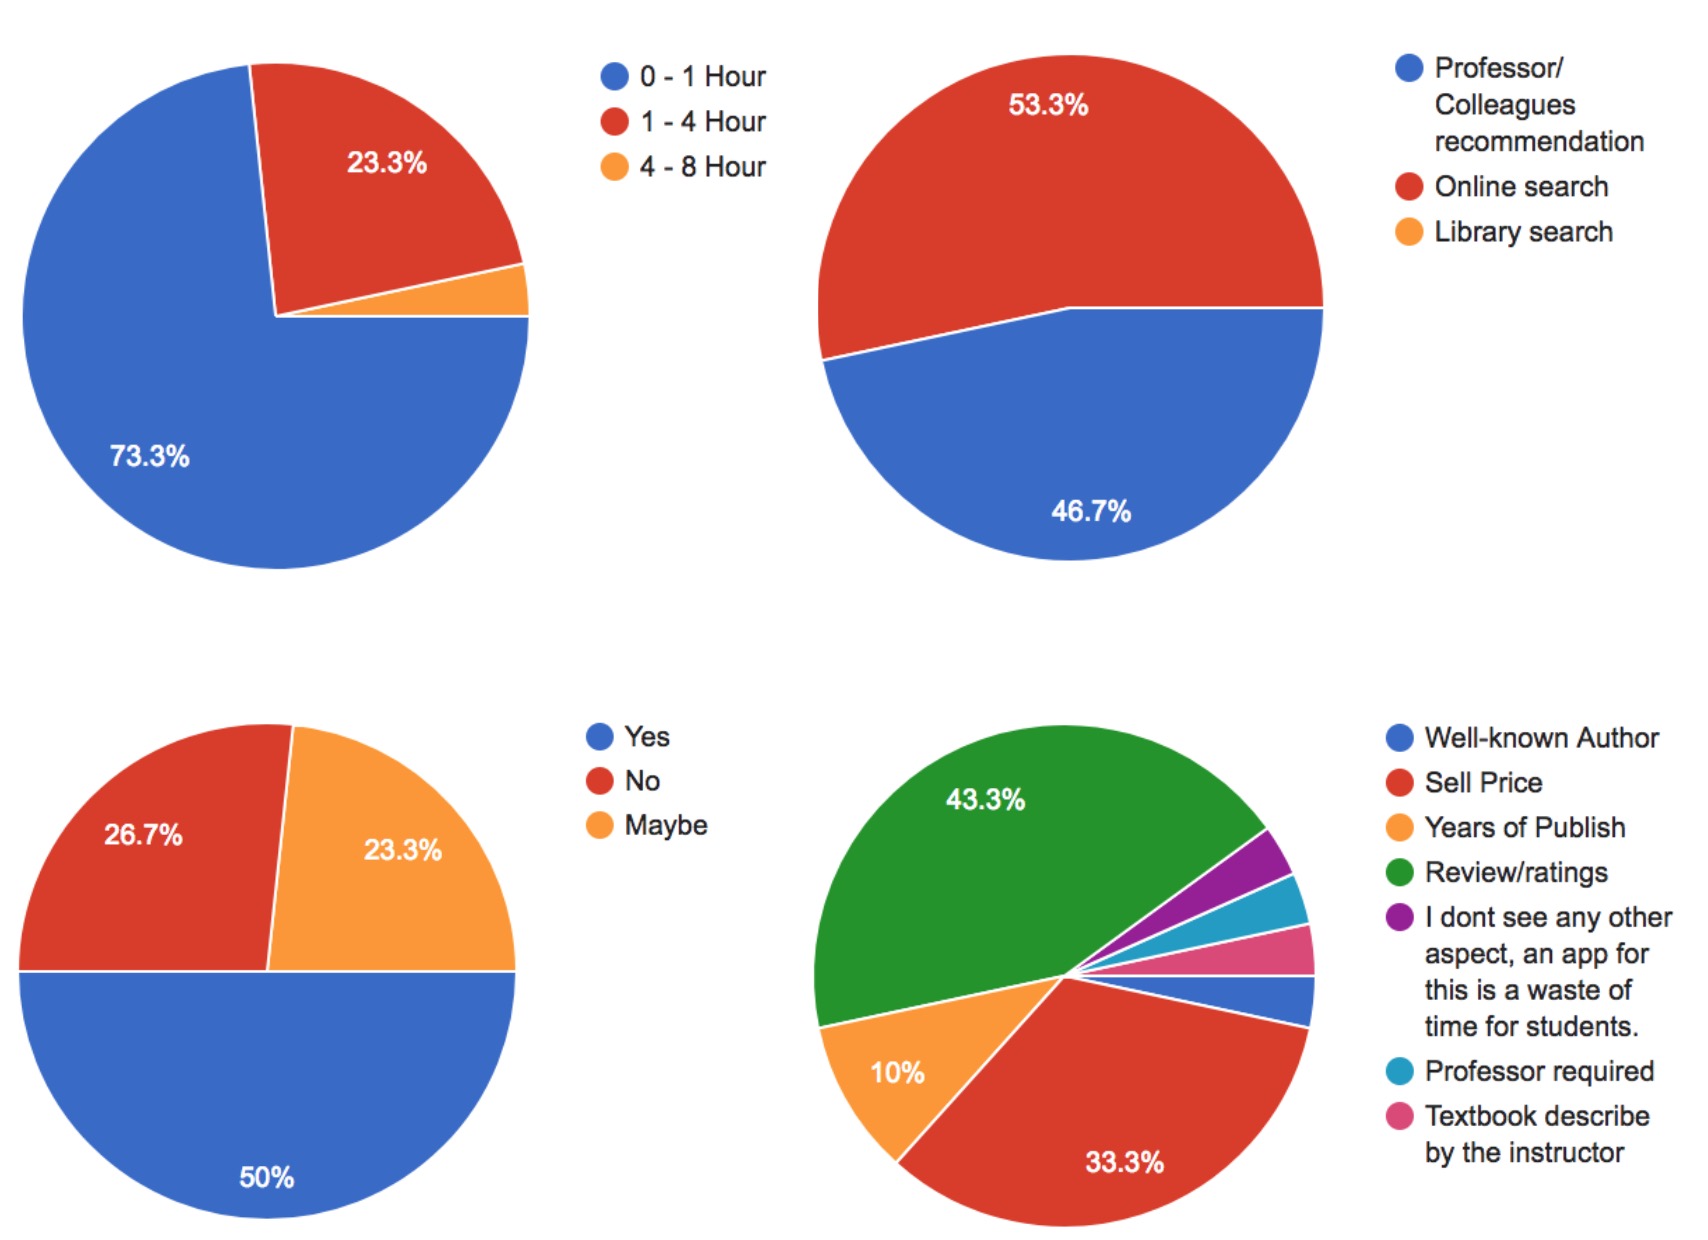 0 - 1 Hour
1 - 4 Hour
4 - 8 Hour
23.3%
73.3%
Professor/
Colleagues
recommendation
Online search
Library search
53.3%
46.7%
Yes
No
Maybe
26.7%
23.3%
50%
Well-known Author
Sell Price
Years of Publish
Review/ratings
I dont see any other
aspect, an app for
this is a waste of
time for students.
Professor required
Textbook describe
by the instructor
43.3%
10%
33.3%